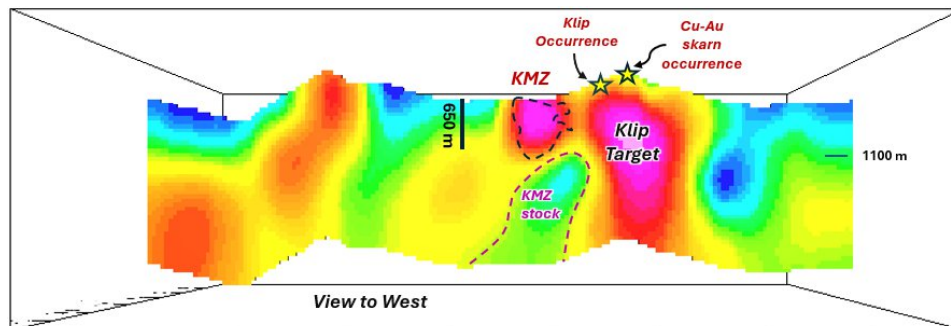 Klip
Occurrence
Cu-Au
skarn
occurrence
KMZ
650 m
Klip
Target
1100 m
KMZ
stock
View to West